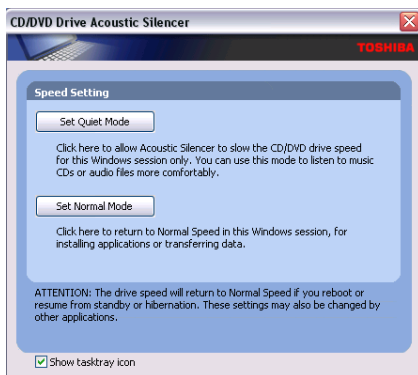 CD/DVD Drive Acoustic Silencer
TOSHIBA
Speed Setting
Set Quiet Mode
Click here to allow Acoustic Silencer to slow the CD/DVD drive speed
for this Windows session only. You can use this mode to listen to music
CDs or audio files more comfortably.
Set Normal Mode
Click here to return to Normal Speed in this Windows session, for
installing applications or transferring data.
ATTENTION: The drive speed will return to Normal Speed if you reboot or
resume from standby or hibernation. These settings may also be changed by
other applications.
Show tasktray icon